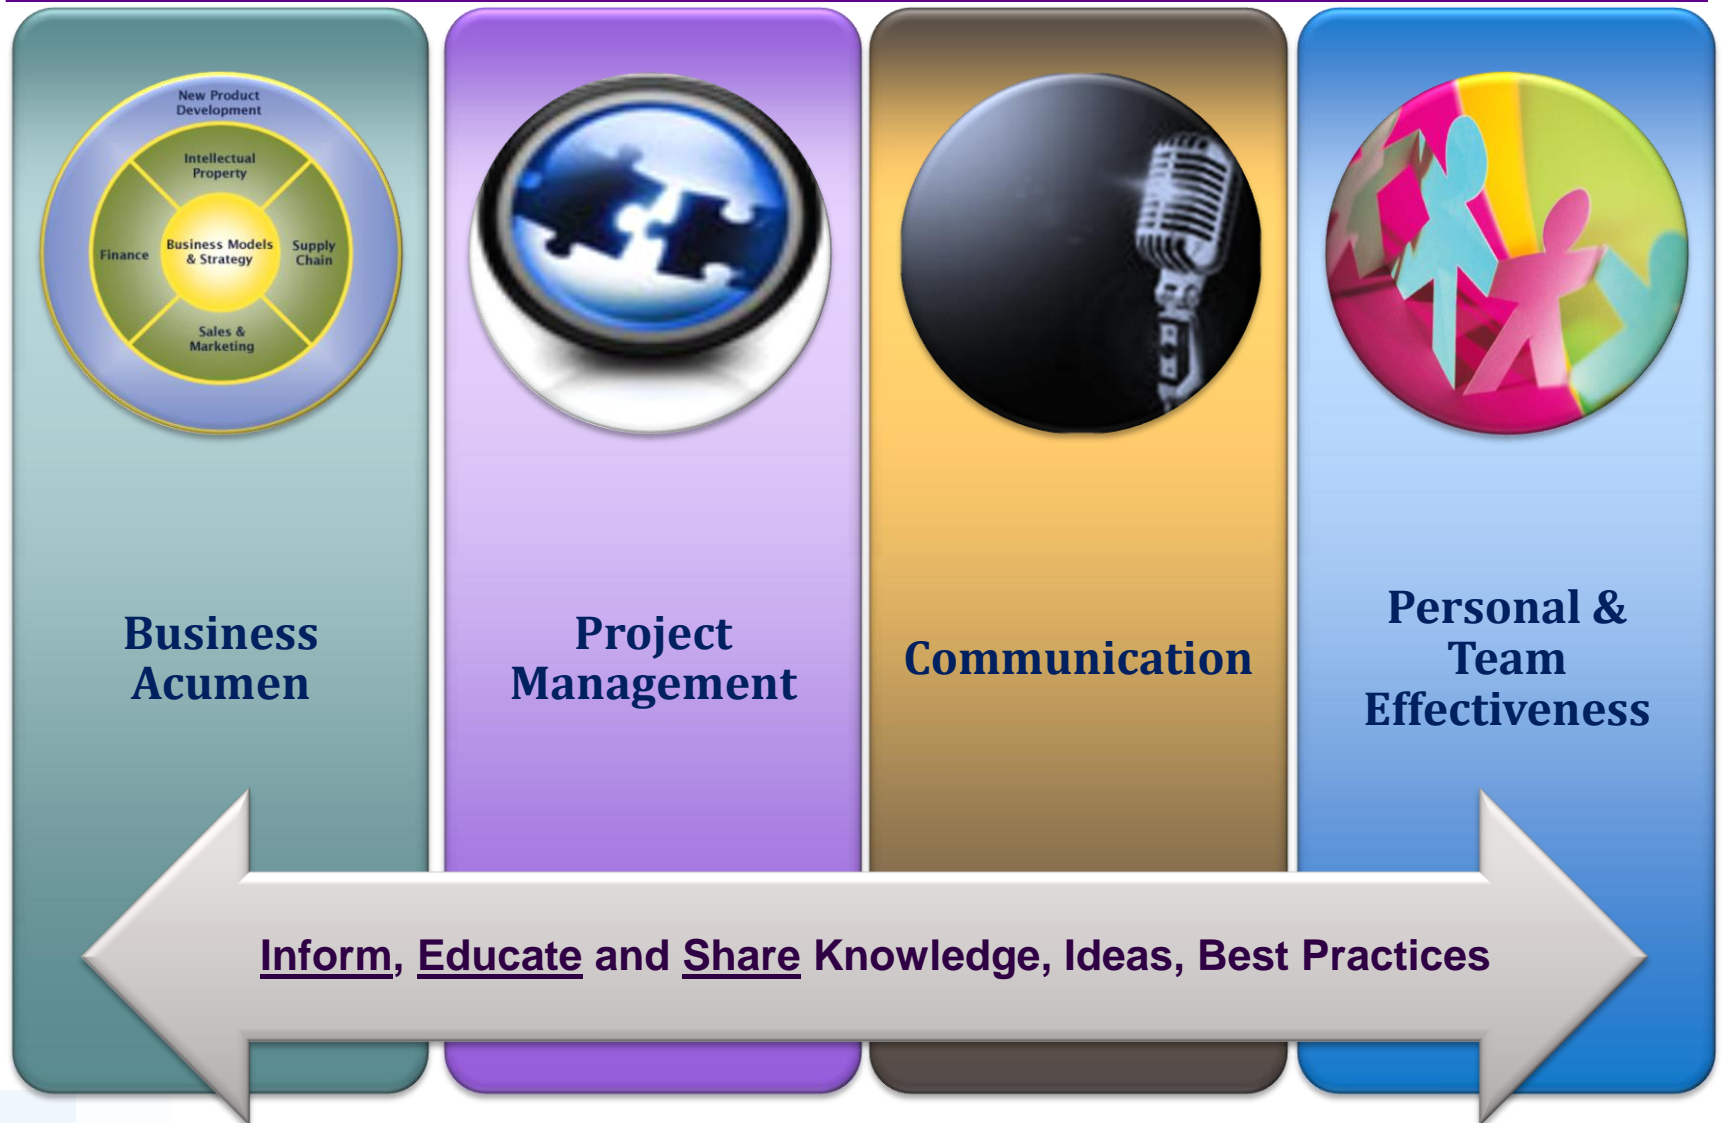 New Product
Development
Intellectual
Property
Finance
Business Models
& Strategy
Supply
Chain
Sales &
Marketing
Business
Acumen
Project
Management
Communication
Personal &
Team
Effectiveness
Inform, Educate and Share Knowledge, Ideas, Best Practices